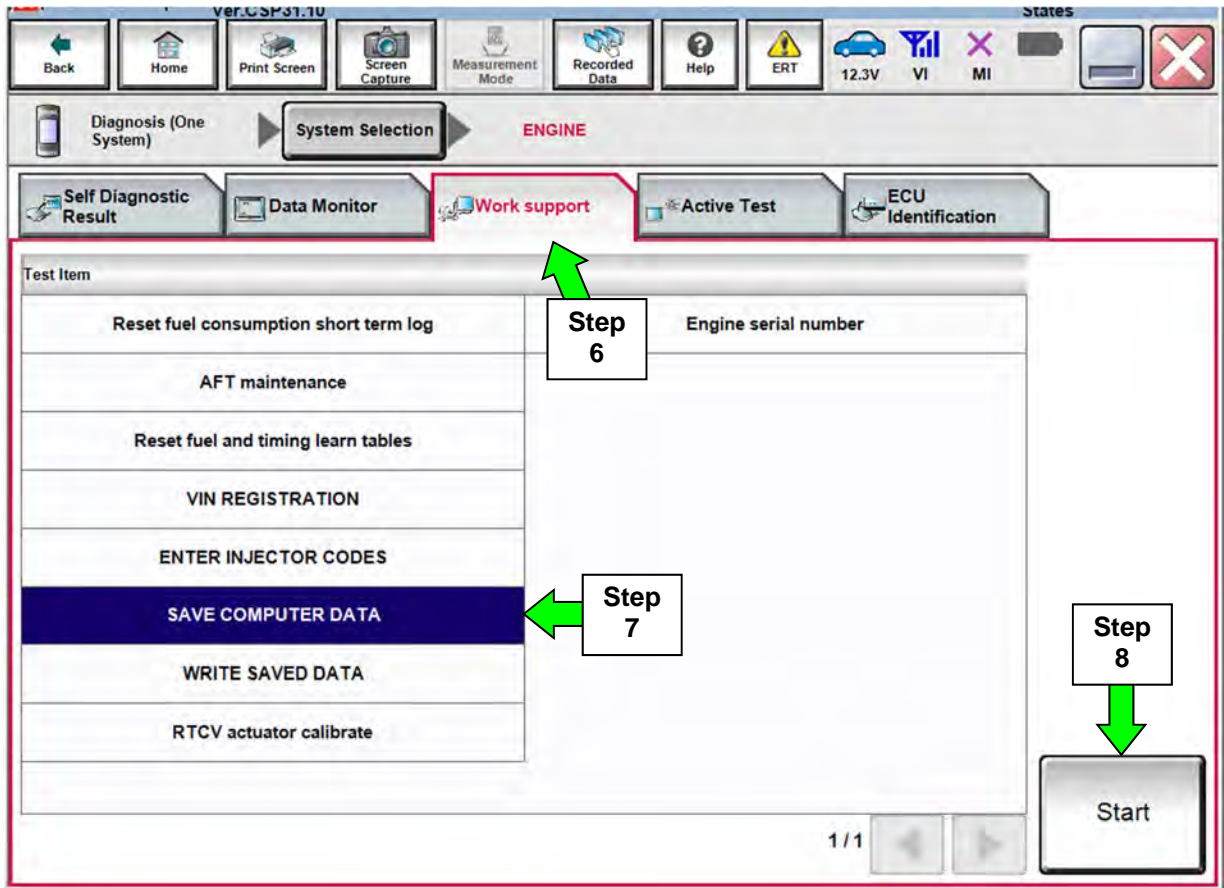 Ver.CSP31.10
States
Back
Home
Print Screen
Screen
Capture
Measurement
Mode
Recorded
Data
Help
ERT
12.3V
VI
MI
Diagnosis (One
System)
System Selection
ENGINE
Self Diagnostic
Result
Data Monitor
Work support
Active Test
ECU
Identification
Test Item
Reset fuel consumption short term log
Step
6
Engine serial number
AFT maintenance
Reset fuel and timing learn tables
VIN REGISTRATION
ENTER INJECTOR CODES
SAVE COMPUTER DATA
Step
7
Step
8
WRITE SAVED DATA
RTCV actuator calibrate
Start
1/1